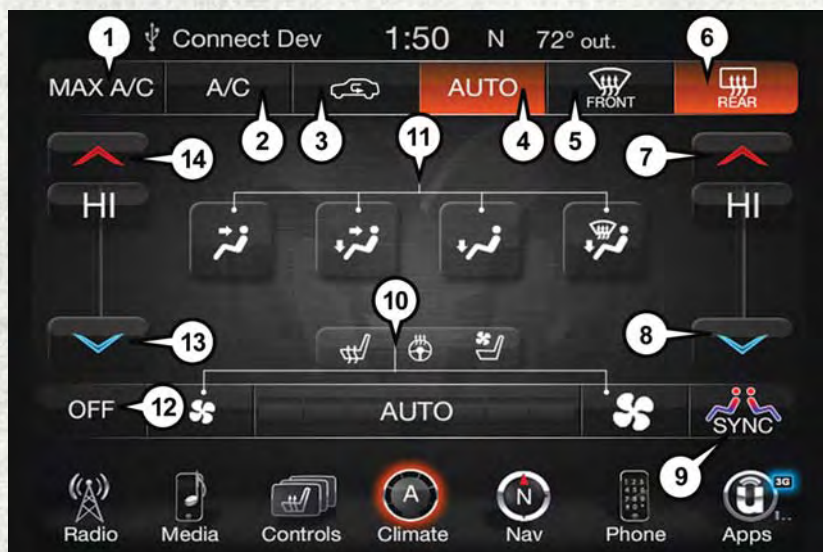 1
Connect Dev 1:50 N 72° out.
6
MAX A/C A/C AUTO FRONT REAR
2 3 4 5
14 11 7
HI HI
10
13 8
OFF 12 AUTO SYNC
9
A N 3G
Radio Media Controls Climate Nav Phone Apps